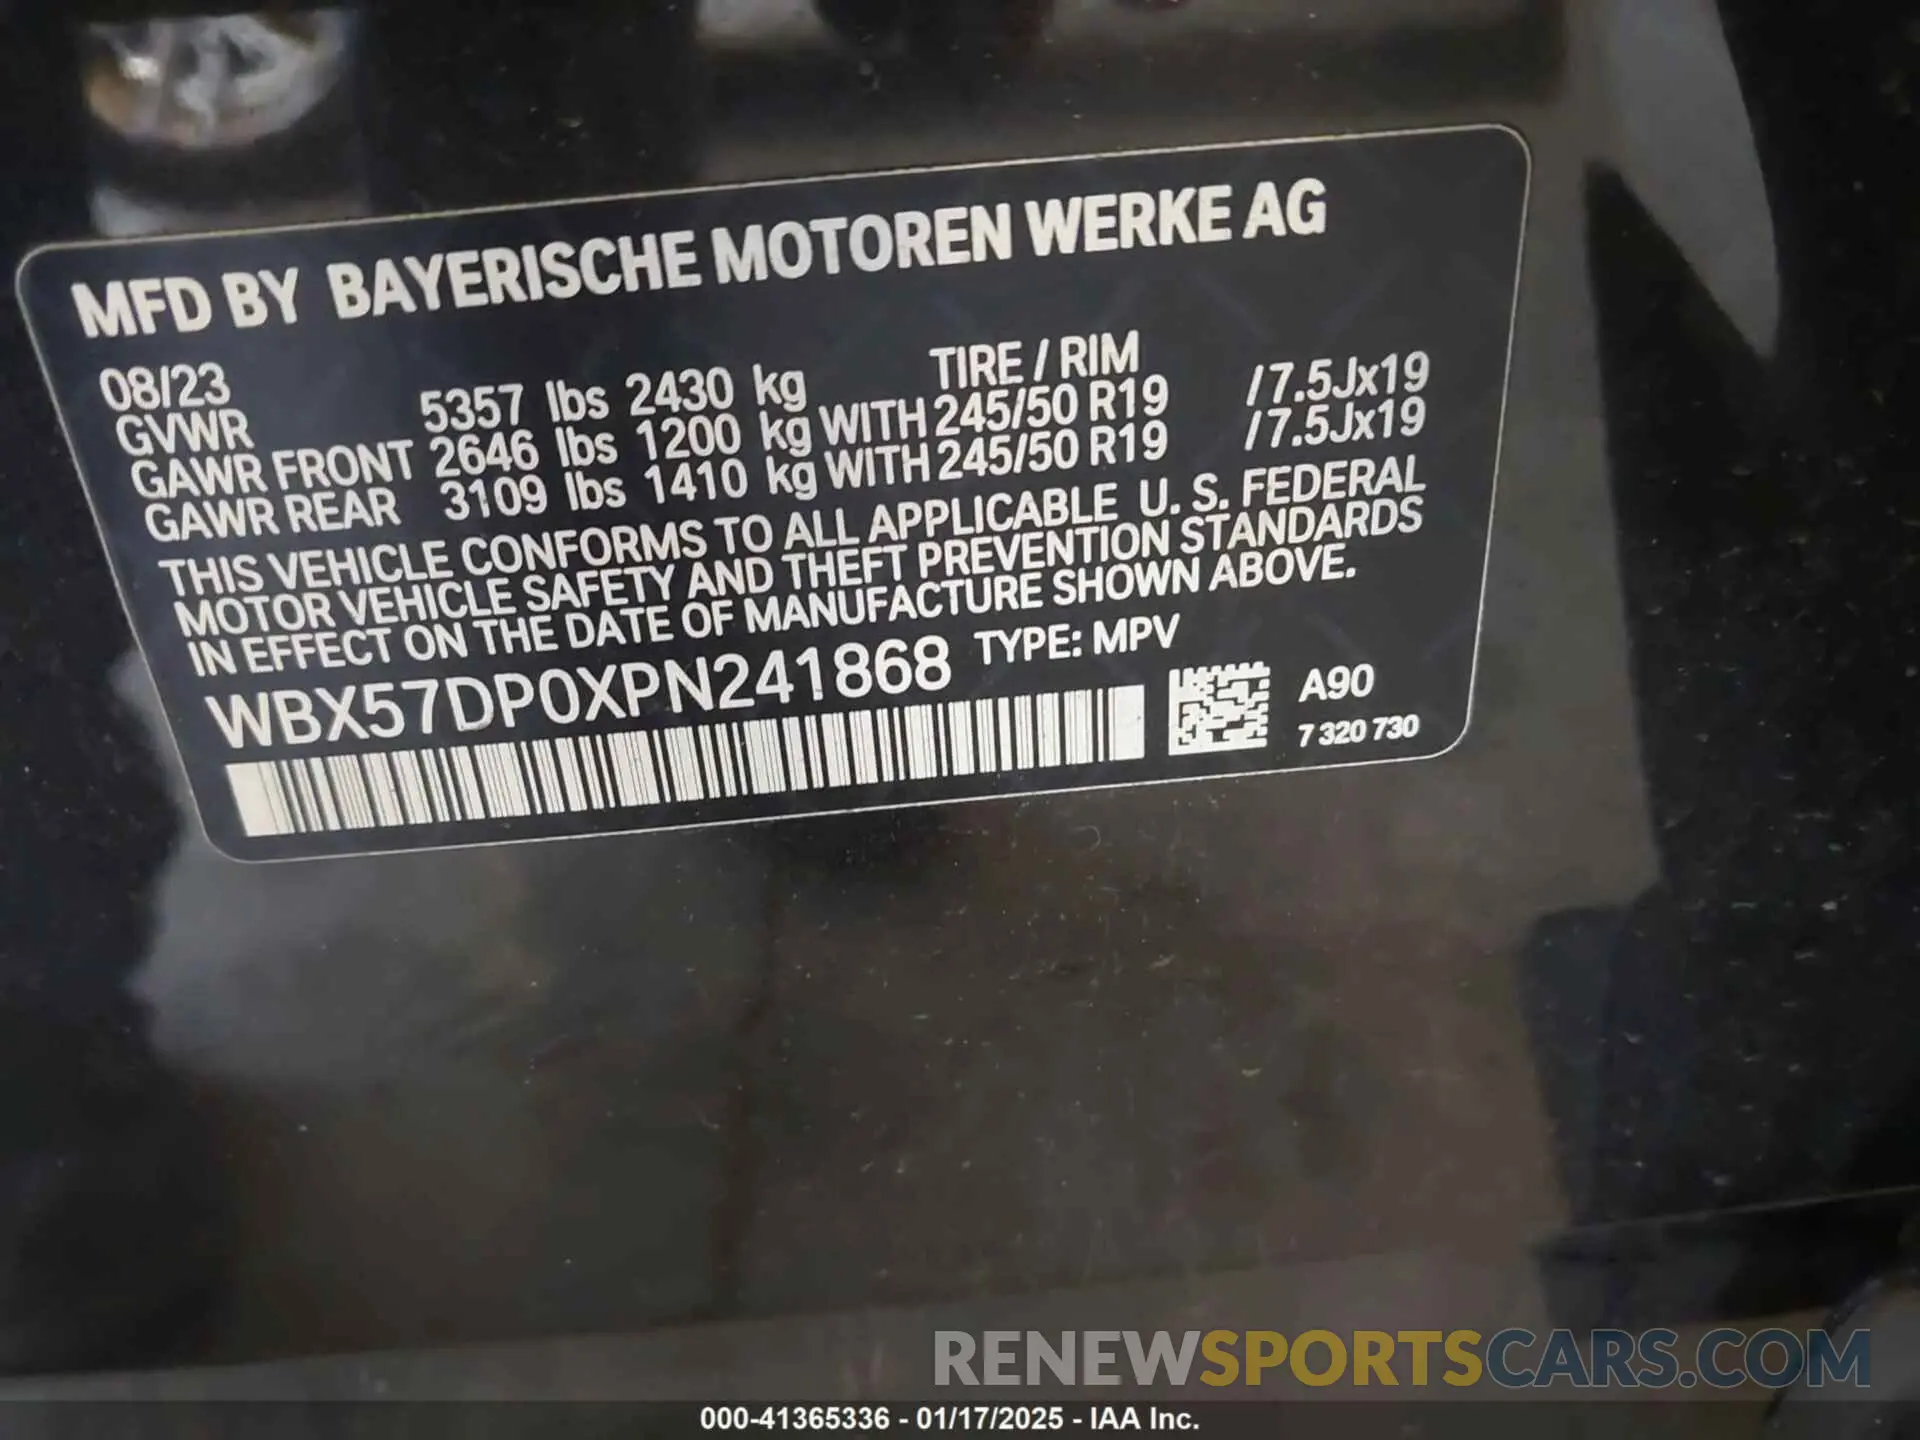 MFD BY BAYERISCHE MOTOREN WERKE AG
08/23 TIRE / RIM
GVWR 5357 lbs 2430 kg
GAWR FRONT 2646 lbs 1200 kg WITH 245/50 R19 /7.5Jx19
GAWR REAR 3109 lbs 1410 kg WITH 245/50 R19 /7.5Jx19
THIS VEHICLE CONFORMS TO ALL APPLICABLE U. S. FEDERAL
MOTOR VEHICLE SAFETY AND THEFT PREVENTION STANDARDS
IN EFFECT ON THE DATE OF MANUFACTURE SHOWN ABOVE.
WBX57DP0XPN241868 TYPE: MPV
A90
7 320 730
RENEWSPORTSCARS.COM
000-41365336 - 01/17/2025 - IAA Inc.